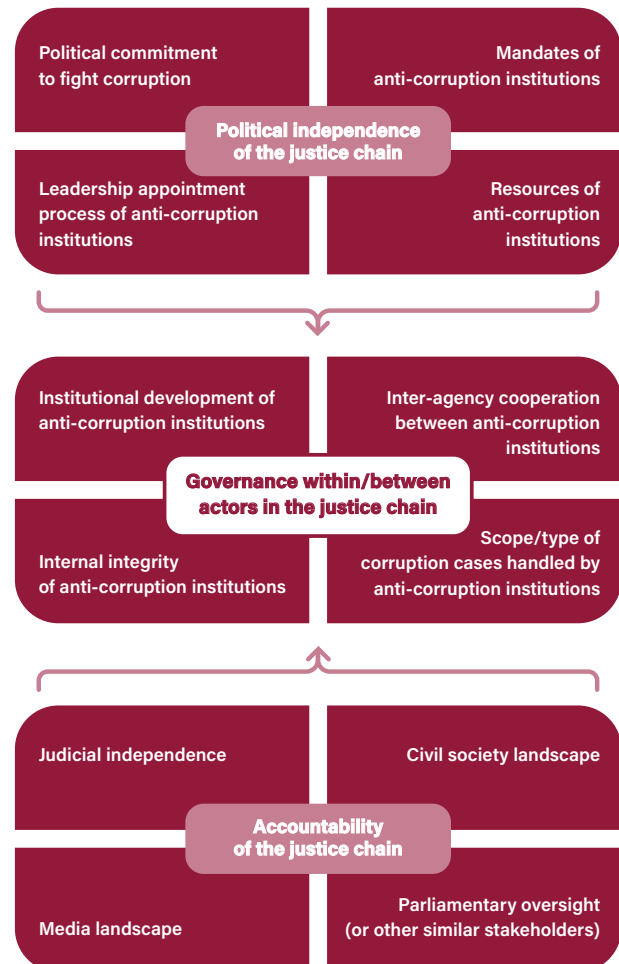 Political commitment
to fight corruption
Mandates of
anti-corruption institutions
Political independence
of the justice chain
Leadership appointment
process of anti-corruption
institutions
Resources of
anti-corruption
institutions
Institutional development of
anti-corruption institutions
Inter-agency cooperation
between anti-corruption
institutions
Governance within/between
actors in the justice chain
Internal integrity
of anti-corruption institutions
Scope/type of
corruption cases handled by
anti-corruption institutions
Judicial independence
Civil society landscape
Accountability
of the justice chain
Media landscape
Parliamentary oversight
(or other similar stakeholders)